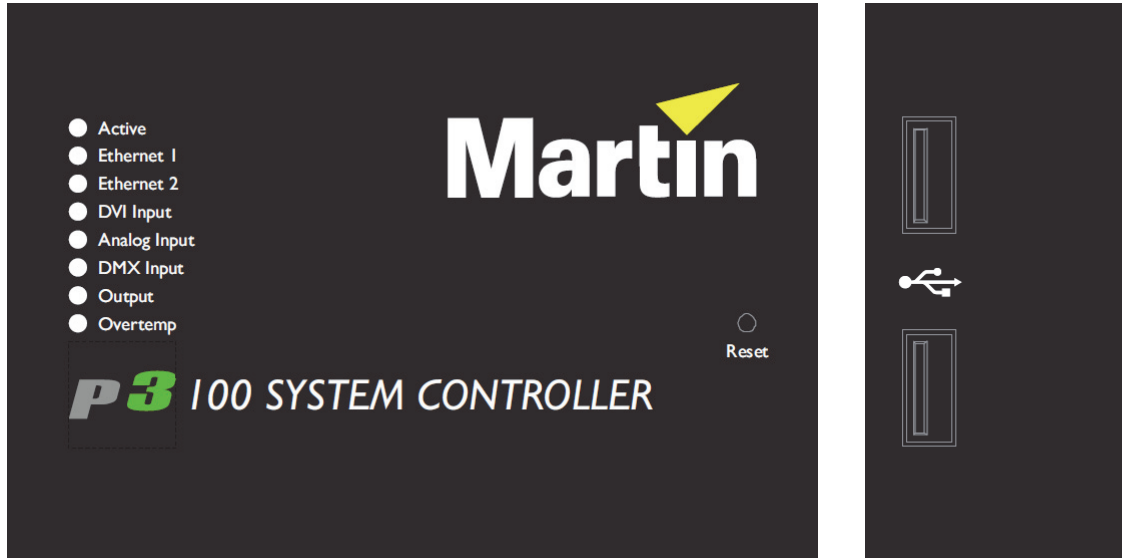 Martin
Active
Ethernet 1
Ethernet 2
DVI Input
Analog Input
DMX Input
Output
Overtemp
Reset
P3 100 SYSTEM CONTROLLER